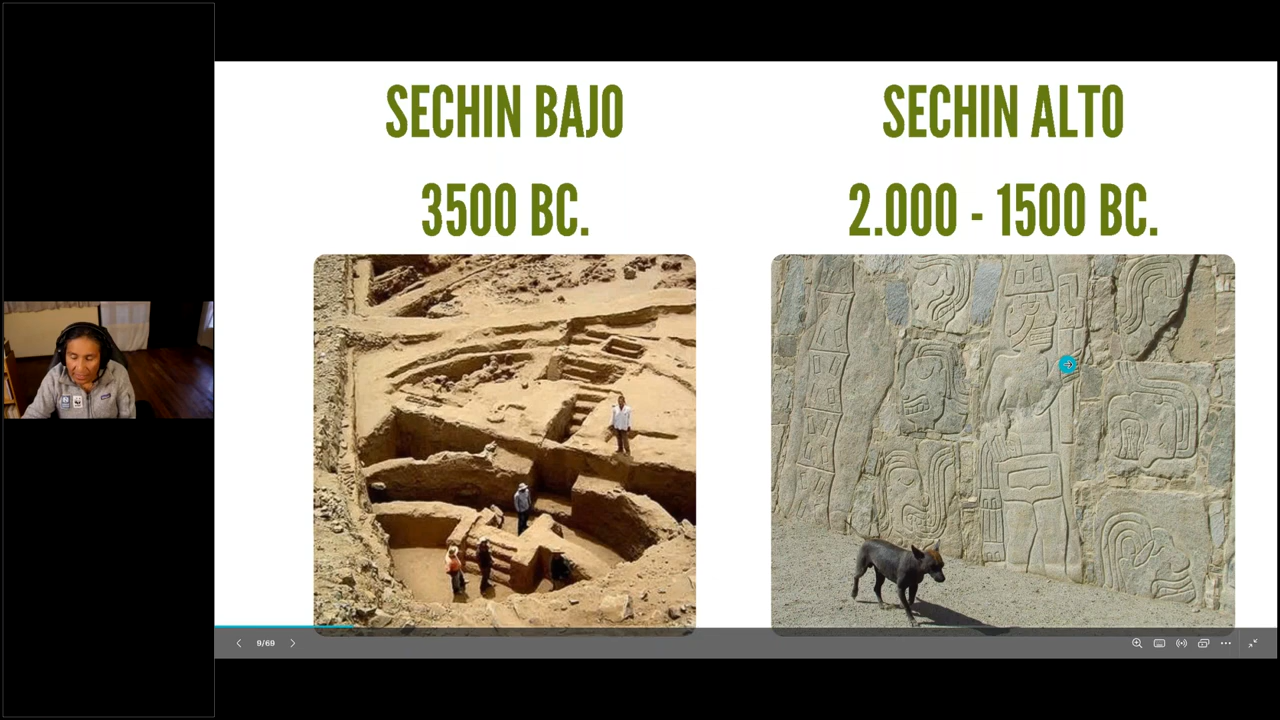 SECHIN BAJO
3500 BC.
SECHIN ALTO
2.000 - 1500 BC.
9/69